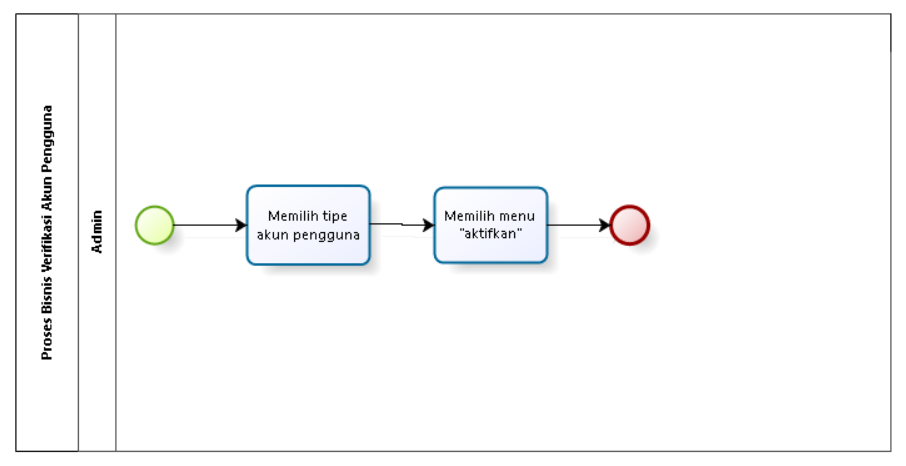 Proses Bisnis Verifikasi Akun Pengguna
Admin
Memilih tipe
akun pengguna
Memilih menu
"aktifkan"